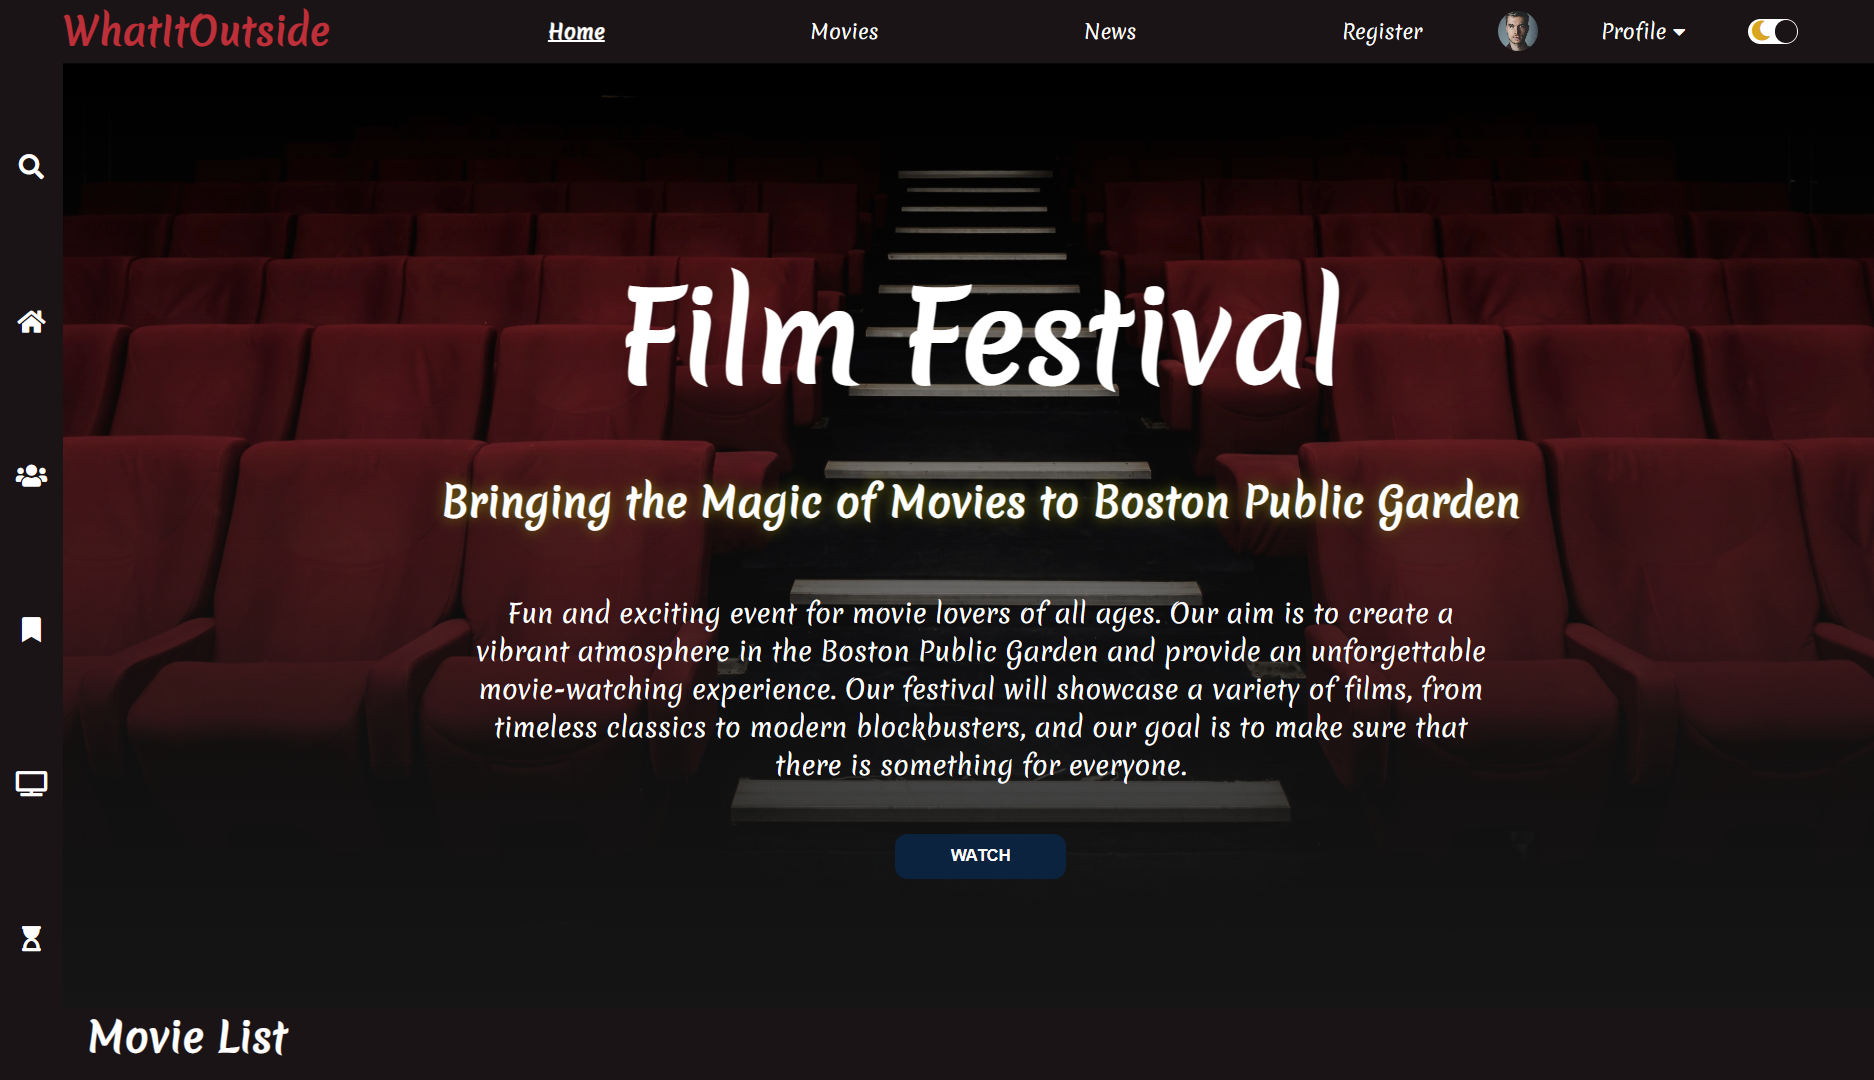 WhatItOutside
Home
Movies
News
Register
Profile
Film Festival
Bringing the Magic of Movies to Boston Public Garden
Fun and exciting event for movie lovers of all ages. Our aim is to create a
vibrant atmosphere in the Boston Public Garden and provide an unforgettable
movie-watching experience. Our festival will showcase a variety of films, from
timeless classics to modern blockbusters, and our goal is to make sure that
there is something for everyone.
WATCH
Movie List